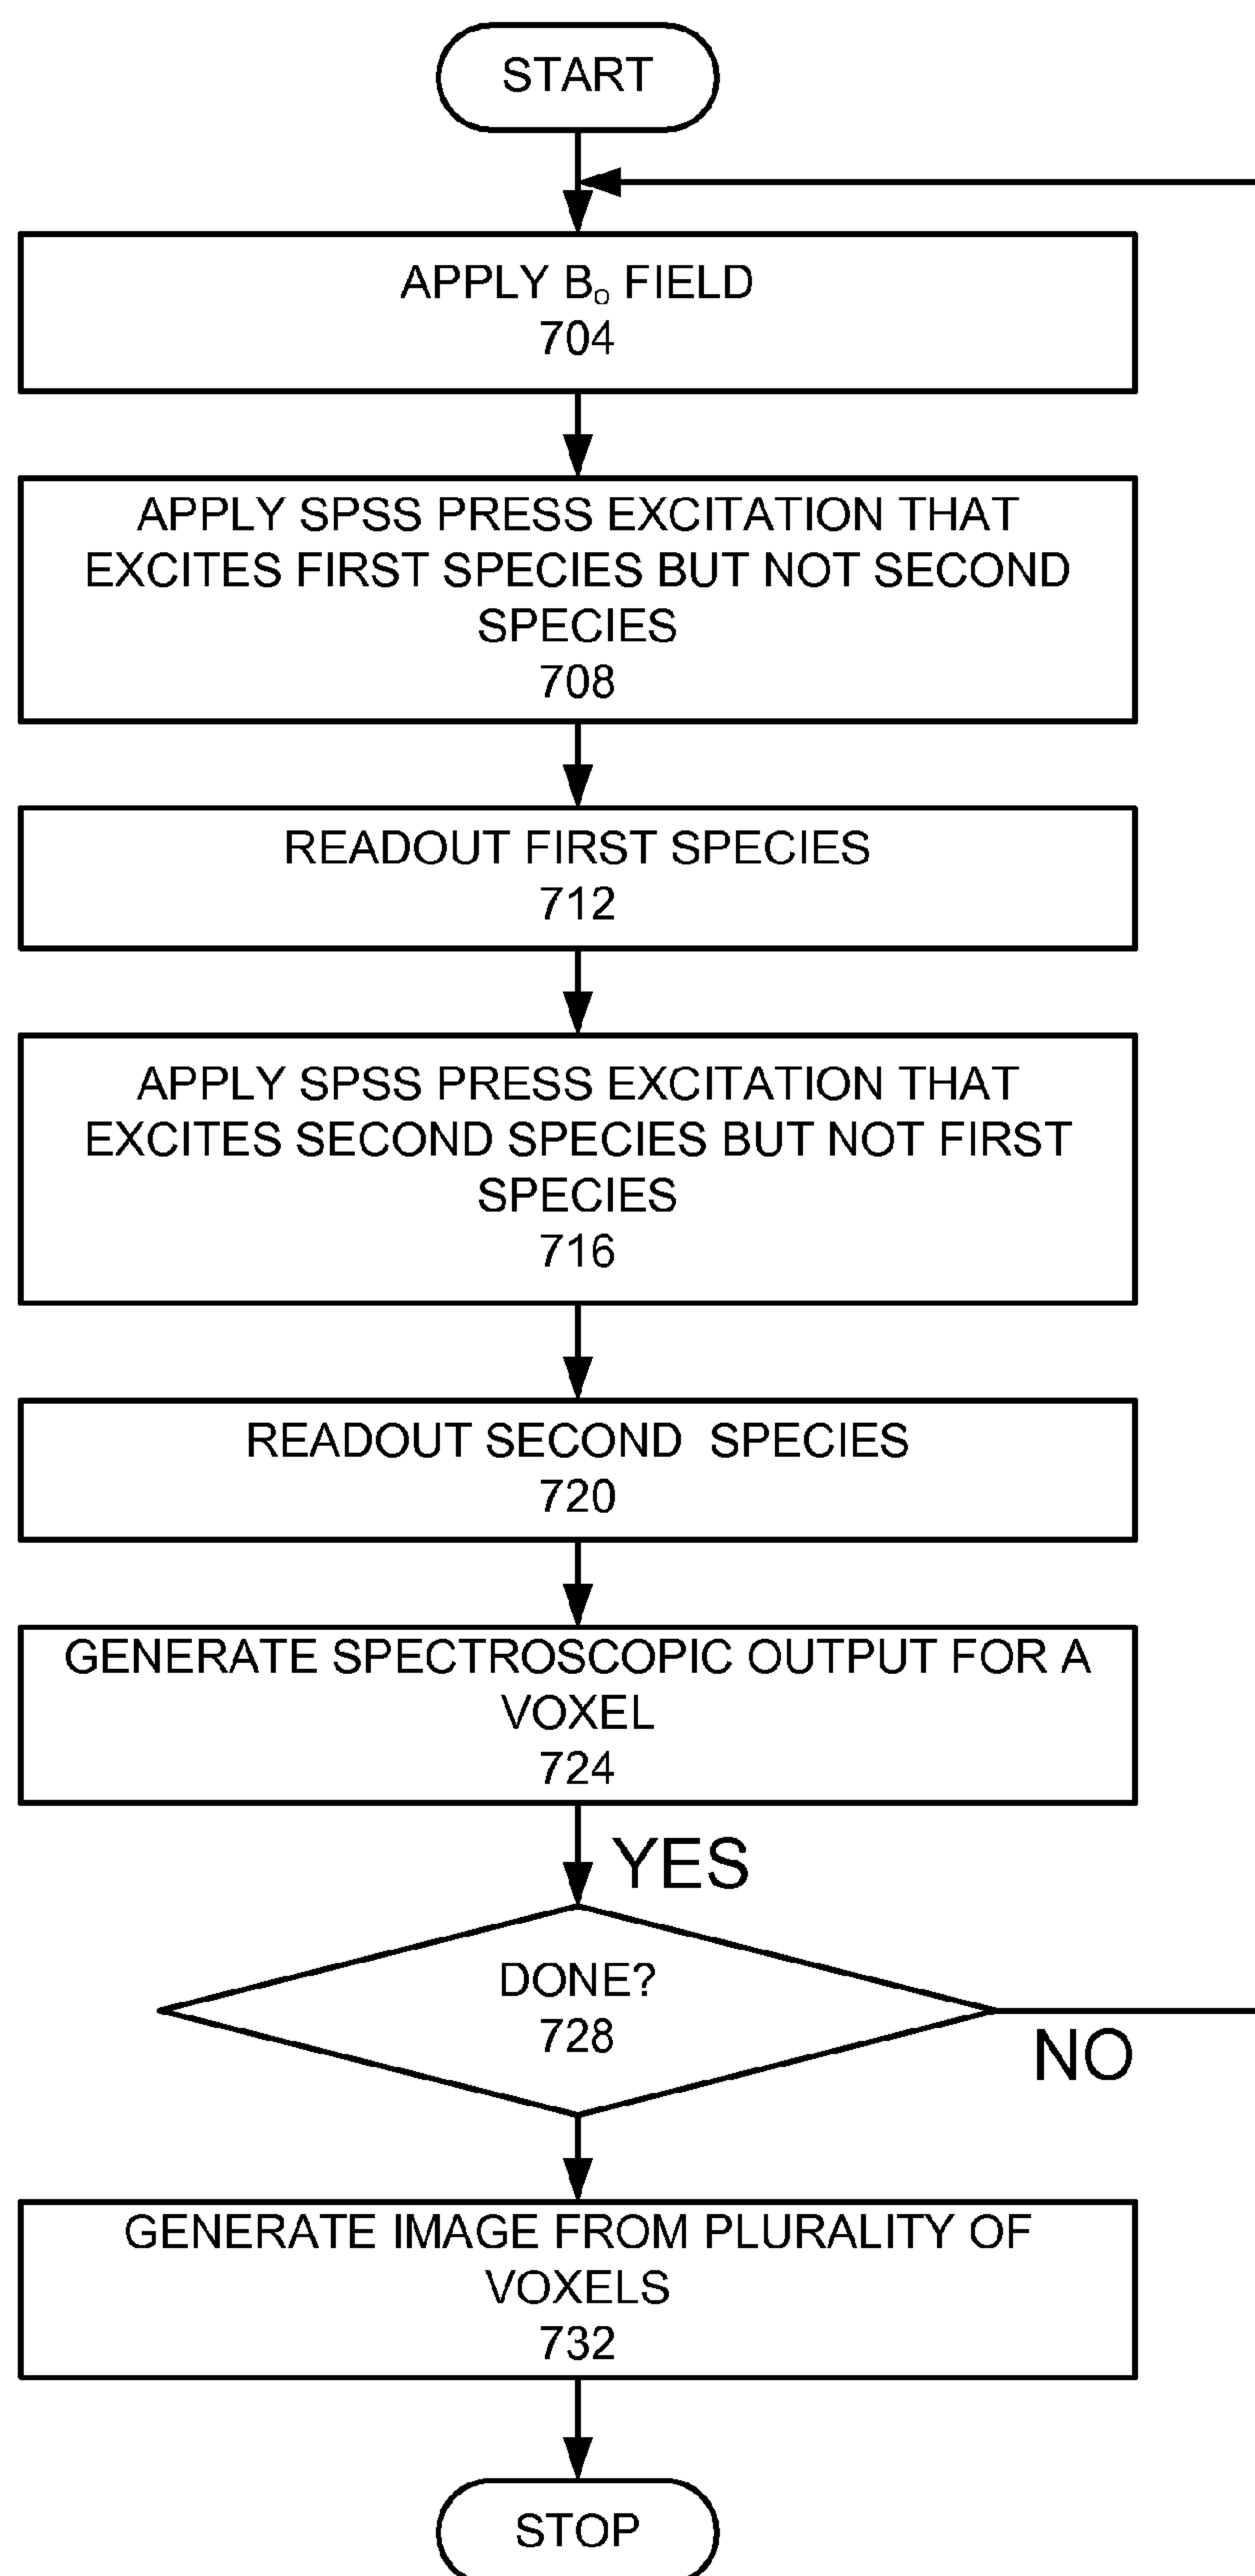 START
APPLY Bo FIELD
704
APPLY SPSS PRESS EXCITATION THAT
EXCITES FIRST SPECIES BUT NOT SECOND
SPECIES
708
READOUT FIRST SPECIES
712
APPLY SPSS PRESS EXCITATION THAT
EXCITES SECOND SPECIES BUT NOT FIRST
SPECIES
716
READOUT SECOND SPECIES
720
GENERATE SPECTROSCOPIC OUTPUT FOR A
VOXEL
724
YES
DONE?
728
NO
GENERATE IMAGE FROM PLURALITY OF
VOXELS
732
STOP